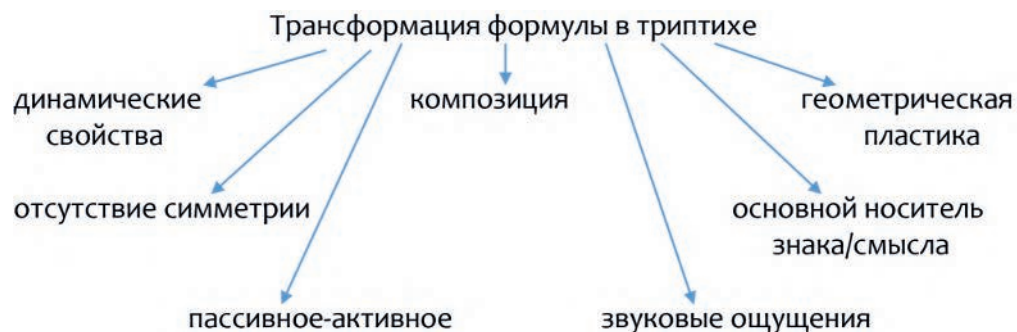 Трансформация формулы в триптихе
динамические
свойства
композиция
геометрическая
пластика
отсутствие симметрии
основной носитель
знака/смысла
пассивное-активное
звуковые ощущения